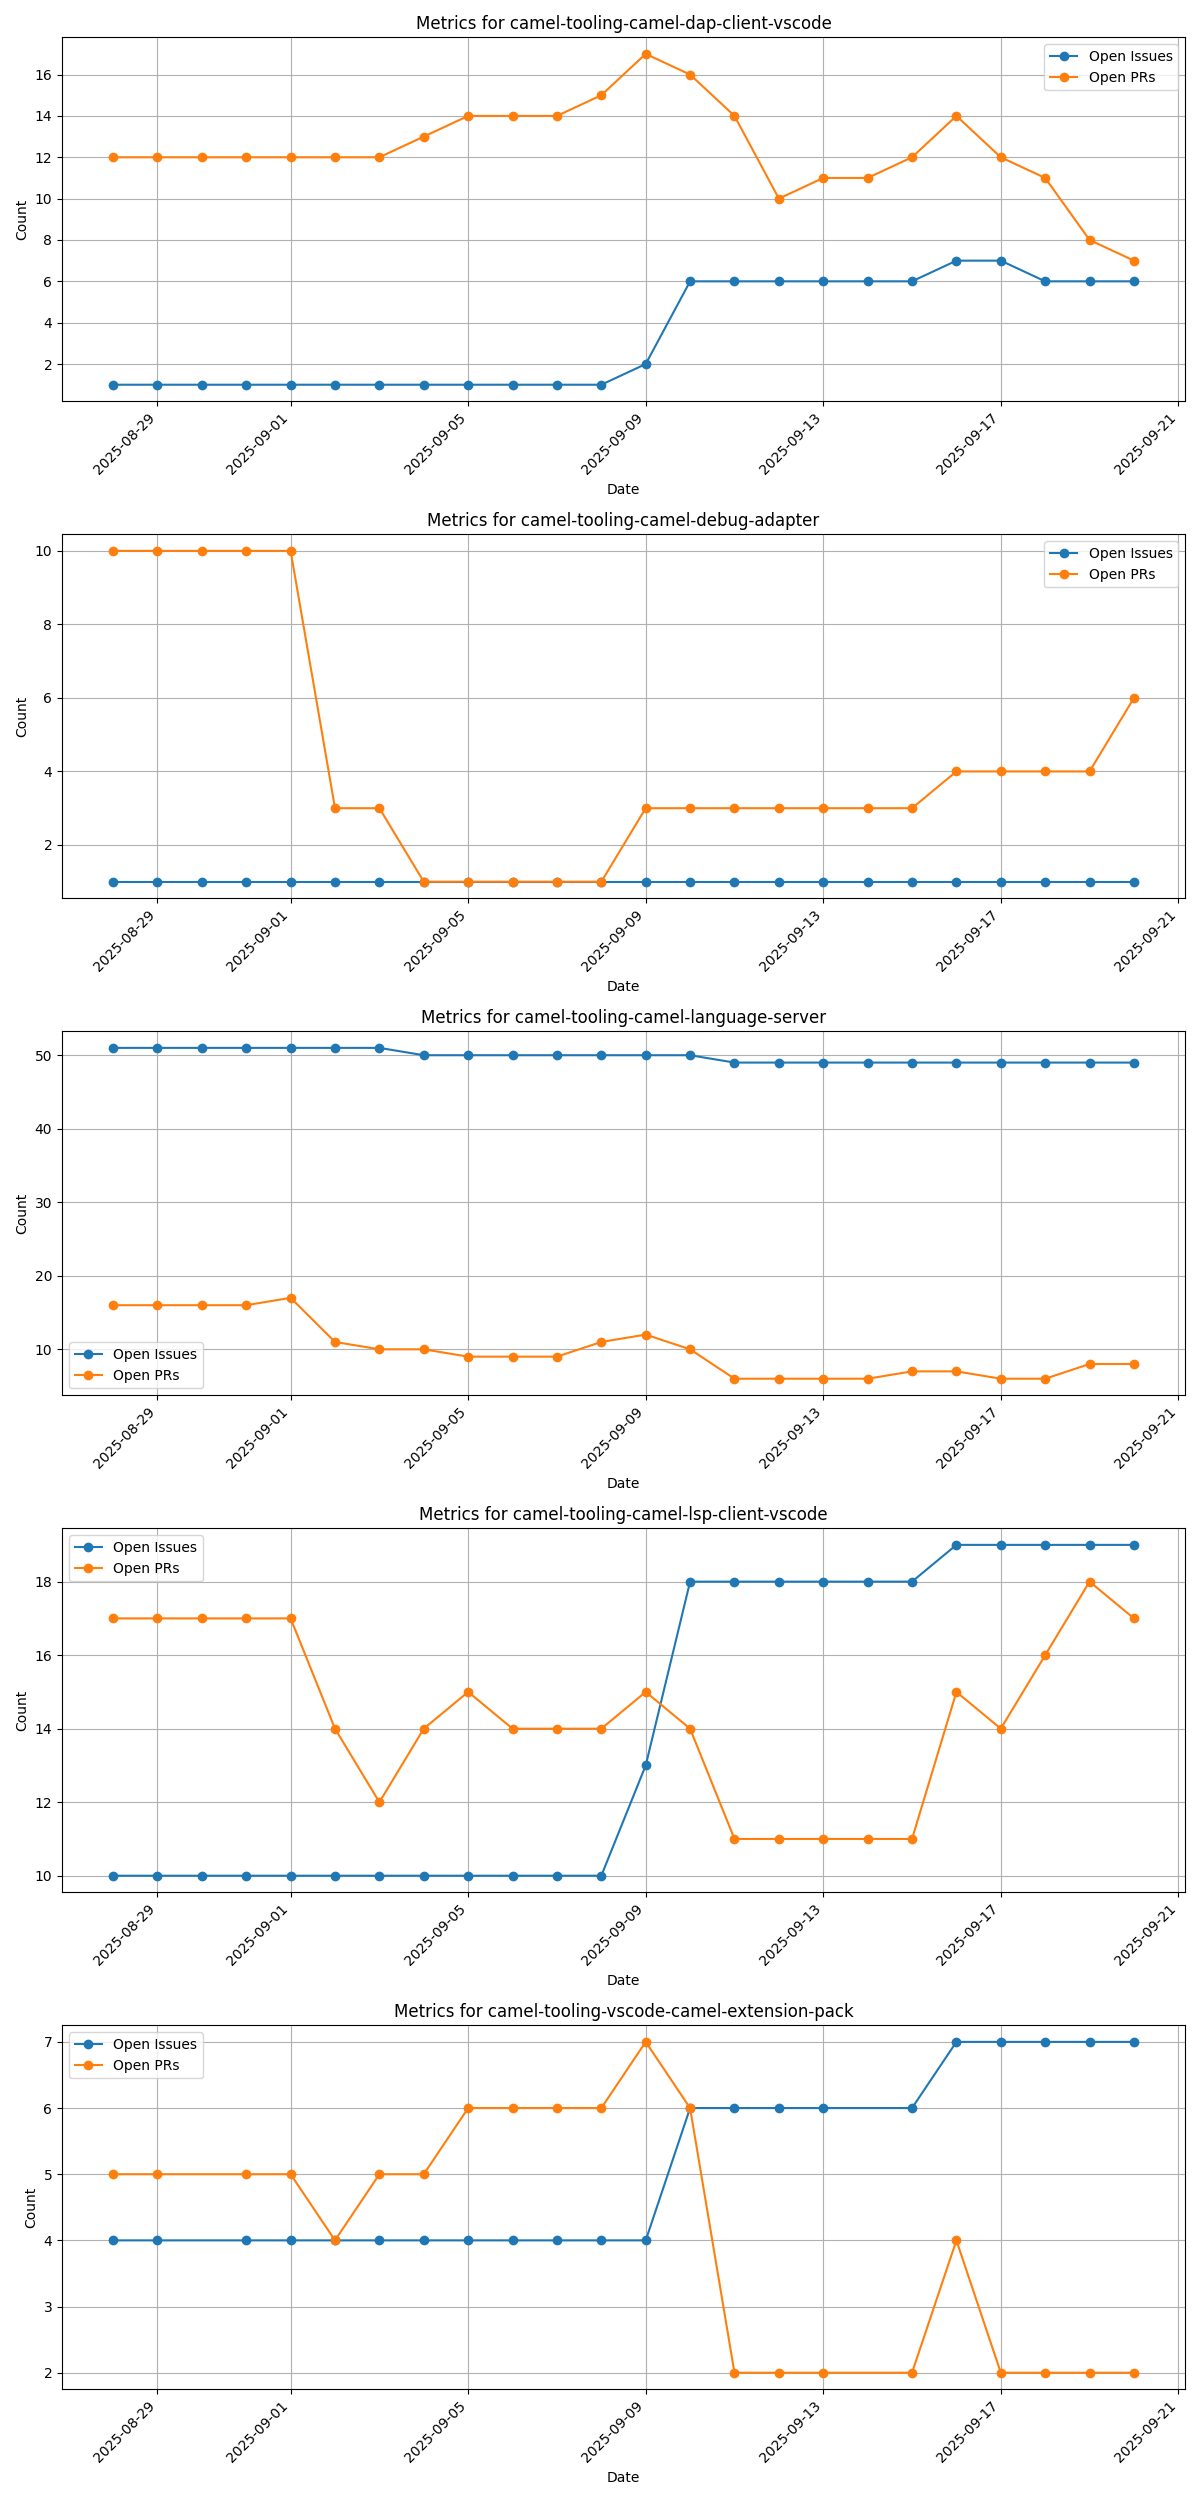 Metrics for camel-tooling-camel-dap-client-vscode
Open Issues
Open PRs
16
14
12
10
8
6
4
2
Count
2025-08-29
2025-09-01
2025-09-05
2025-09-09
2025-09-13
2025-09-17
2025-09-21
Date
Metrics for camel-tooling-camel-debug-adapter
Open Issues
Open PRs
10
8
6
4
2
Count
2025-08-29
2025-09-01
2025-09-05
2025-09-09
2025-09-13
2025-09-17
2025-09-21
Date
Metrics for camel-tooling-camel-language-server
50
40
30
20
10
Count
Open Issues
Open PRs
2025-08-29
2025-09-01
2025-09-05
2025-09-09
2025-09-13
2025-09-17
2025-09-21
Date
Metrics for camel-tooling-camel-lsp-client-vscode
Open Issues
Open PRs
18
16
14
12
10
Count
2025-08-29
2025-09-01
2025-09-05
2025-09-09
2025-09-13
2025-09-17
2025-09-21
Date
Metrics for camel-tooling-vscode-camel-extension-pack
Open Issues
Open PRs
7
6
5
4
3
2
Count
2025-08-29
2025-09-01
2025-09-05
2025-09-09
2025-09-13
2025-09-17
2025-09-21
Date